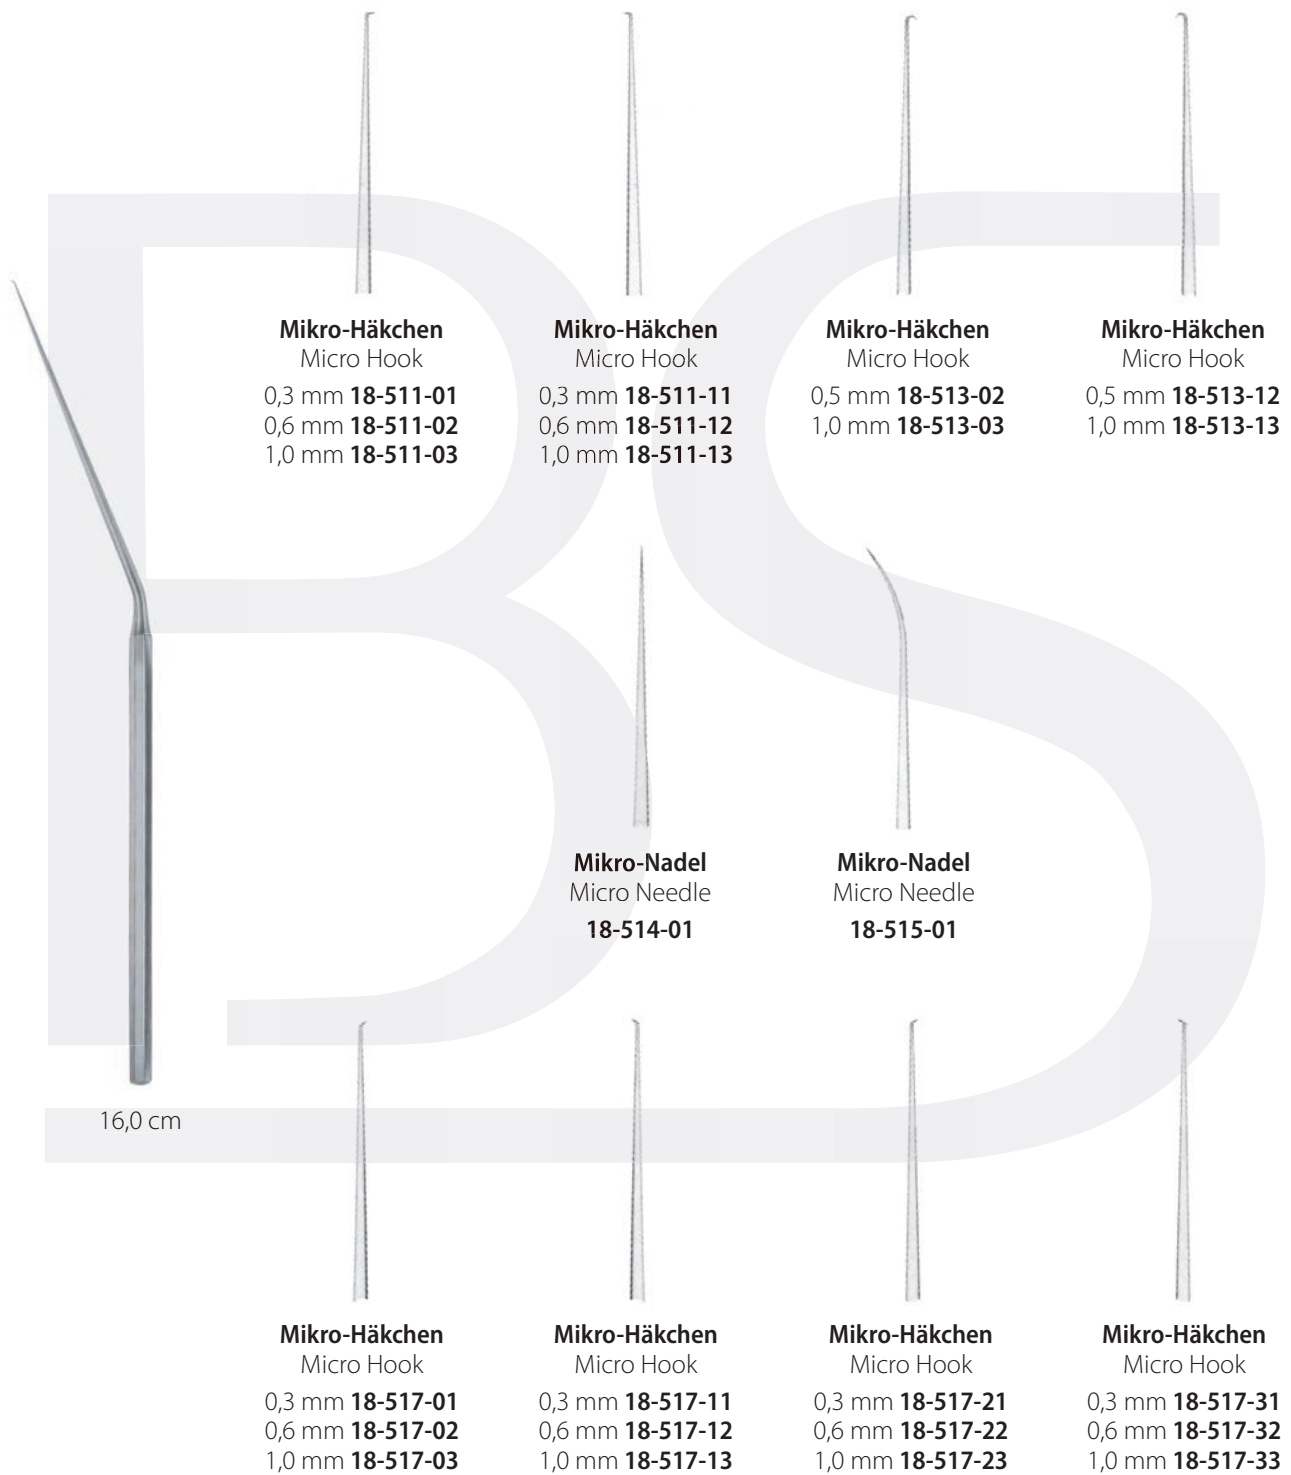 Mikro-Häkchen
Micro Hook
0,3 mm 18-511-01
0,6 mm 18-511-02
1,0 mm 18-511-03
Mikro-Häkchen
Micro Hook
0,3 mm 18-511-11
0,6 mm 18-511-12
1,0 mm 18-511-13
Mikro-Häkchen
Micro Hook
0,5 mm 18-513-02
1,0 mm 18-513-03
Mikro-Häkchen
Micro Hook
0,5 mm 18-513-12
1,0 mm 18-513-13
Mikro-Nadel
Micro Needle
18-514-01
Mikro-Nadel
Micro Needle
18-515-01
16,0 cm
Mikro-Häkchen
Micro Hook
0,3 mm 18-517-01
0,6 mm 18-517-02
1,0 mm 18-517-03
Mikro-Häkchen
Micro Hook
0,3 mm 18-517-11
0,6 mm 18-517-12
1,0 mm 18-517-13
Mikro-Häkchen
Micro Hook
0,3 mm 18-517-21
0,6 mm 18-517-22
1,0 mm 18-517-23
Mikro-Häkchen
Micro Hook
0,3 mm 18-517-31
0,6 mm 18-517-32
1,0 mm 18-517-33
BS